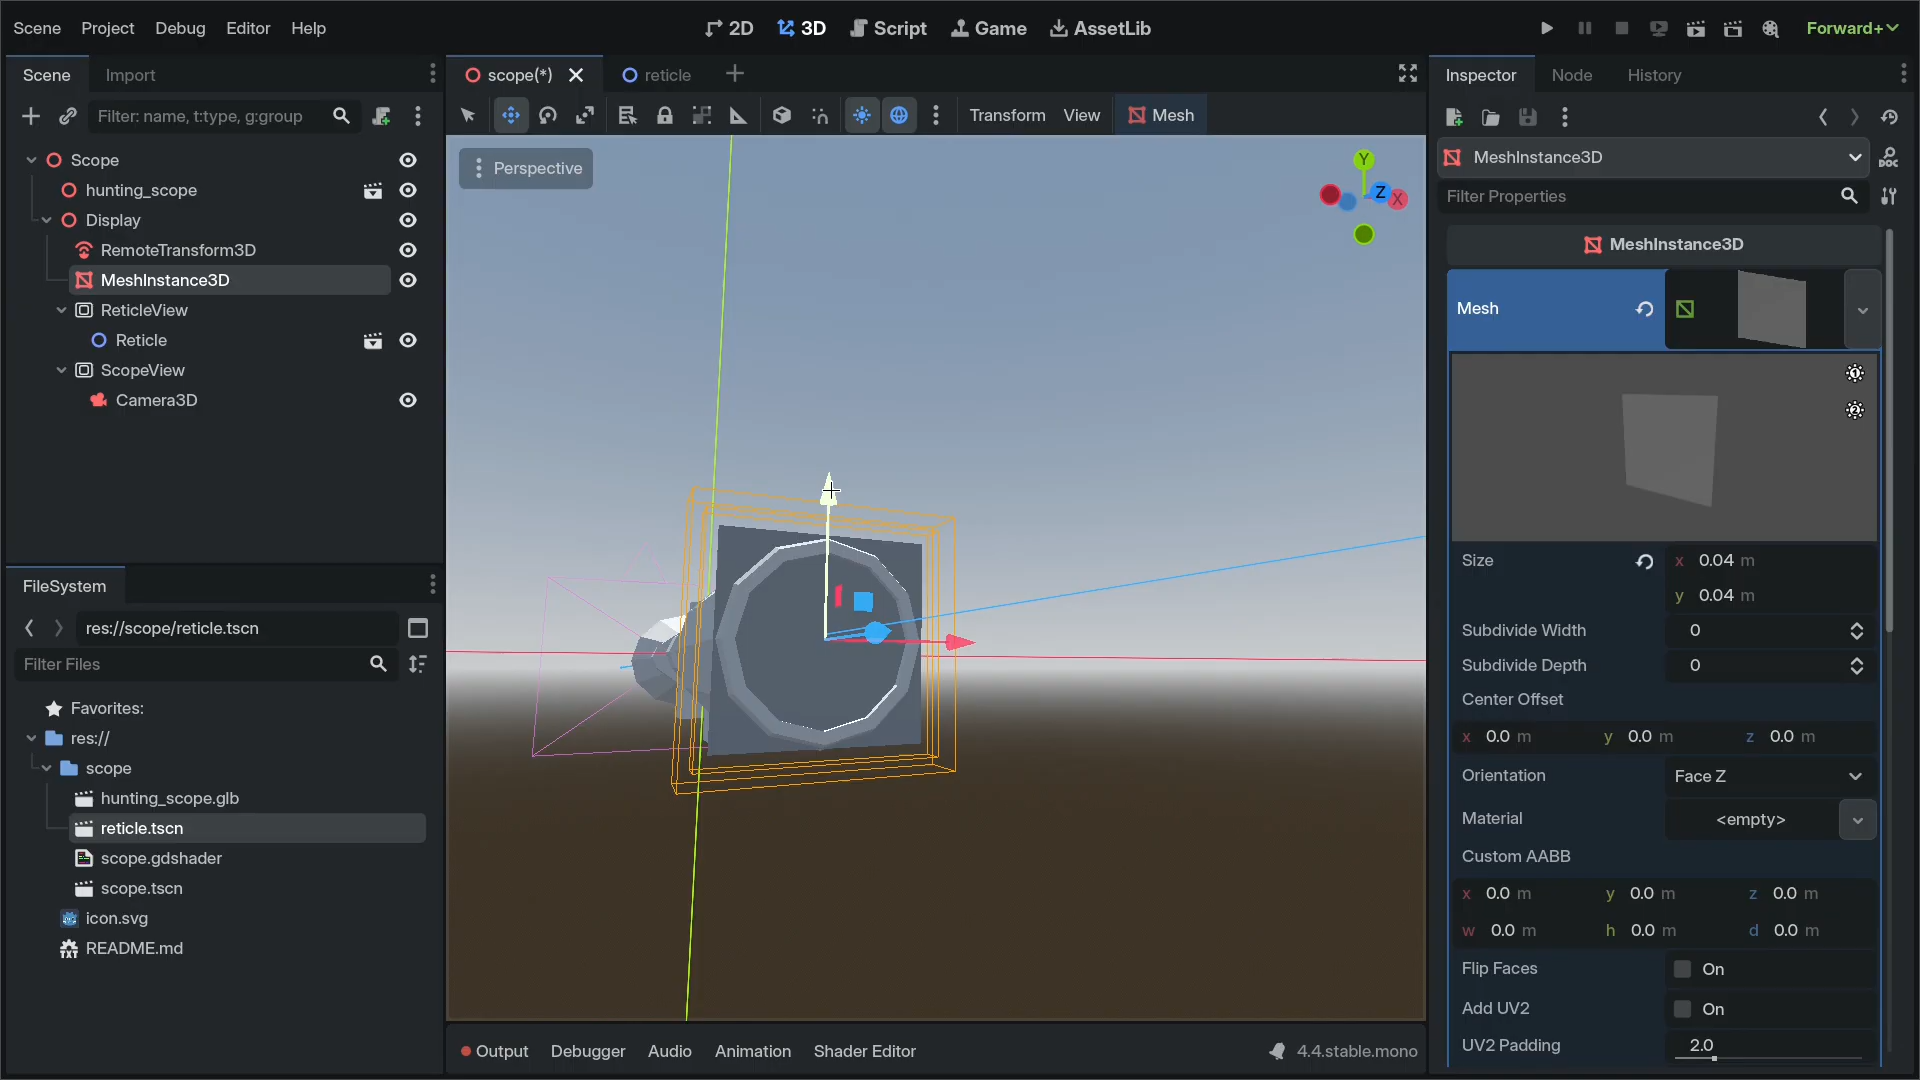 Scene Project Debug Editor Help
2D 3D Script Game AssetLib
Forward+
Scene Import
scope(*) reticle
Inspector Node History
Filter: name, t:type, g:group
Transform View Mesh
Scope
hunting_scope
Display
RemoteTransform3D
MeshInstance3D
ReticleView
Reticle
ScopeView
Camera3D
Perspective
Y
Z
X
MeshInstance3D
Filter Properties
MeshInstance3D
Mesh
1
2
Size x 0.04 m
y 0.04 m
Subdivide Width 0
Subdivide Depth 0
Center Offset
x 0.0 m y 0.0 m z 0.0 m
Orientation Face Z
Material <empty>
Custom AABB
x 0.0 m y 0.0 m z 0.0 m
w 0.0 m h 0.0 m d 0.0 m
Flip Faces On
Add UV2 On
UV2 Padding 2.0
FileSystem
res://scope/reticle.tscn
Filter Files
Favorites:
res://
scope
hunting_scope.glb
reticle.tscn
scope.gdshader
scope.tscn
icon.svg
README.md
Output Debugger Audio Animation Shader Editor
4.4.stable.mono